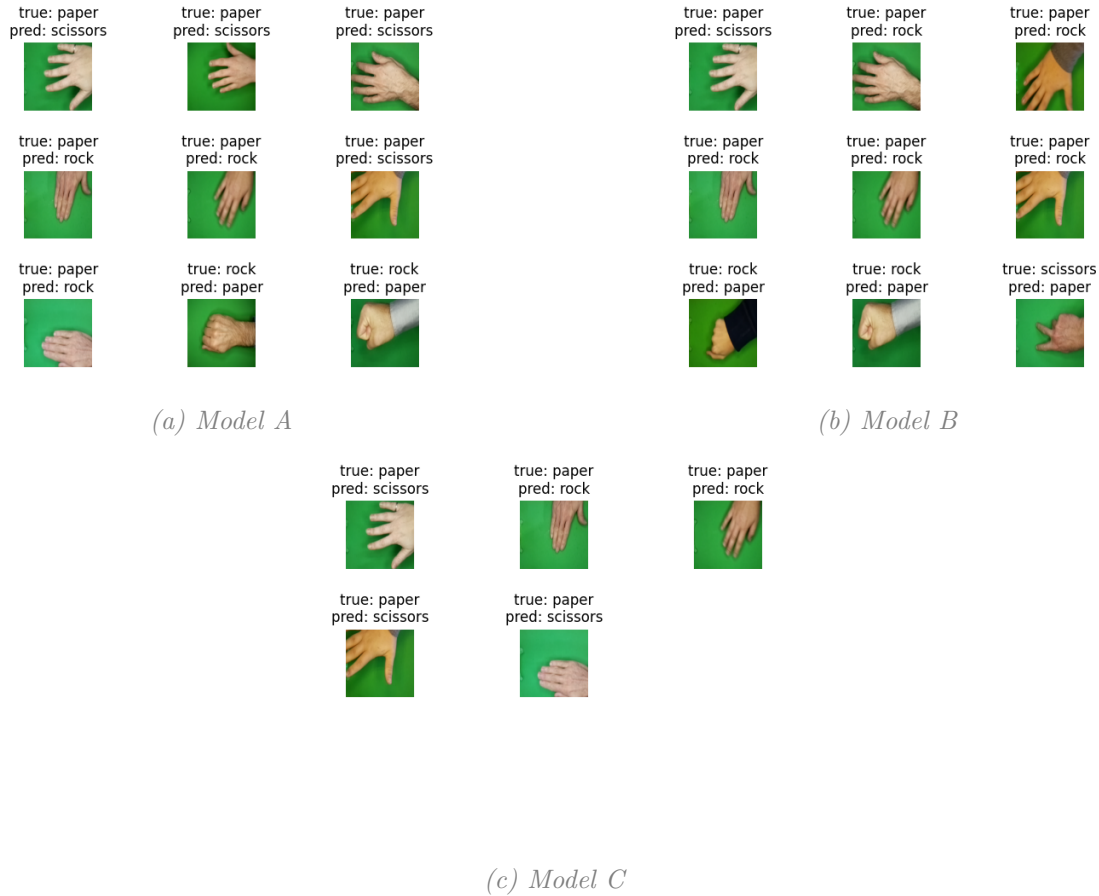 true: paper
pred: scissors
true: paper
pred: scissors
true: paper
pred: scissors
true: paper
pred: rock
true: paper
pred: rock
true: paper
pred: scissors
true: paper
pred: rock
true: rock
pred: paper
true: rock
pred: paper
(a) Model A
true: paper
pred: scissors
true: paper
pred: rock
true: paper
pred: rock
true: paper
pred: rock
true: paper
pred: rock
true: paper
pred: rock
true: rock
pred: paper
true: rock
pred: paper
true: scissors
pred: paper
(b) Model B
true: paper
pred: scissors
true: paper
pred: rock
true: paper
pred: rock
true: paper
pred: scissors
true: paper
pred: scissors
(c) Model C